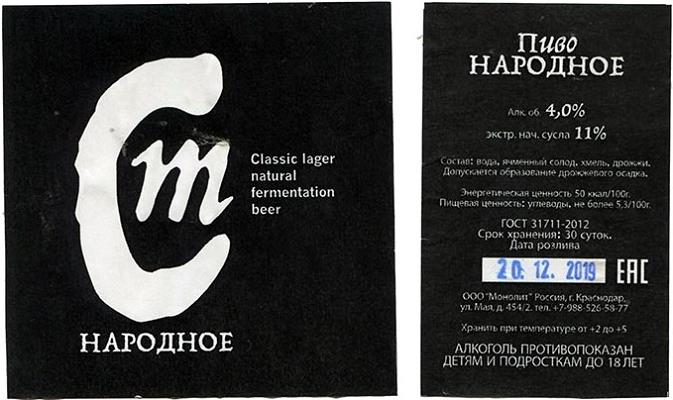 Cm
Classic lager
natural
fermentation
beer
НАРОДНОЕ
Пиво
НАРОДНОЕ
Алк. об. 4,0%
экстр. нач. сусла 11%
Состав: вода, ячменный солод, хмель, дрожжи.
Допускается образование дрожжевого осадка.
Энергетическая ценность 50 ккал/100г.
Пищевая ценность: углеводы, не более 5,3/100г.
ГОСТ 31711-2012
Срок хранения: 30 суток.
Дата розлива
20. 12. 2019
ЕАС
ООО "Монолит" Россия, г. Краснодар,
ул. Мая, д. 454/2. тел. +7-988-526-58-77
Хранить при температуре от +2 до +5
АЛКОГОЛЬ ПРОТИВОПОКАЗАН
ДЕТЯМ И ПОДРОСТКАМ ДО 18 ЛЕТ